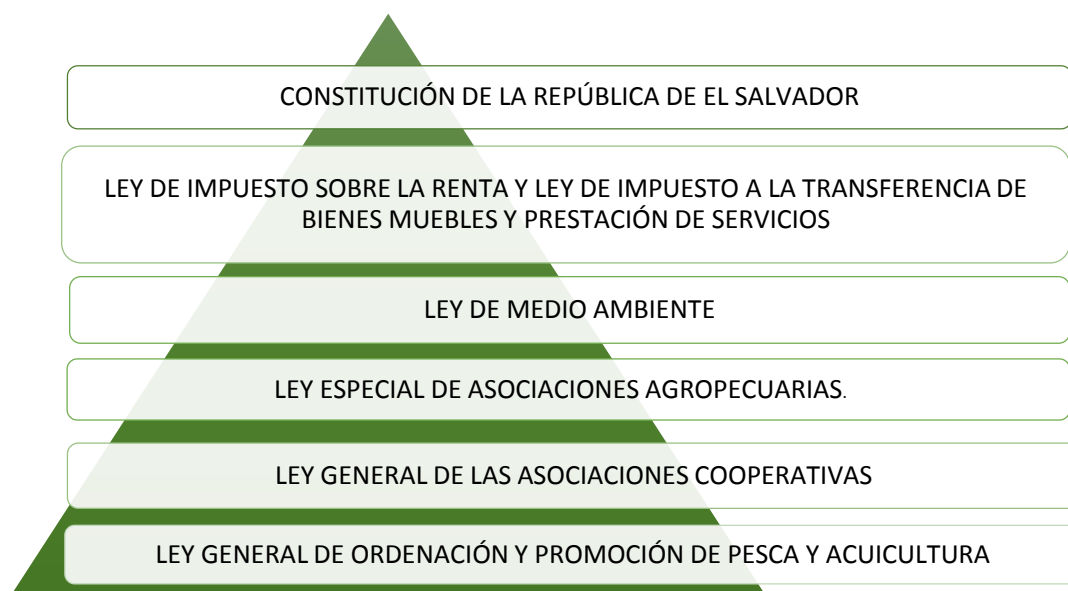 CONSTITUCIÓN DE LA REPÚBLICA DE EL SALVADOR
LEY DE IMPUESTO SOBRE LA RENTA Y LEY DE IMPUESTO A LA TRANSFERENCIA DE
BIENES MUEBLES Y PRESTACIÓN DE SERVICIOS
LEY DE MEDIO AMBIENTE
LEY ESPECIAL DE ASOCIACIONES AGROPECUARIAS.
LEY GENERAL DE LAS ASOCIACIONES COOPERATIVAS
LEY GENERAL DE ORDENACIÓN Y PROMOCIÓN DE PESCA Y ACUICULTURA